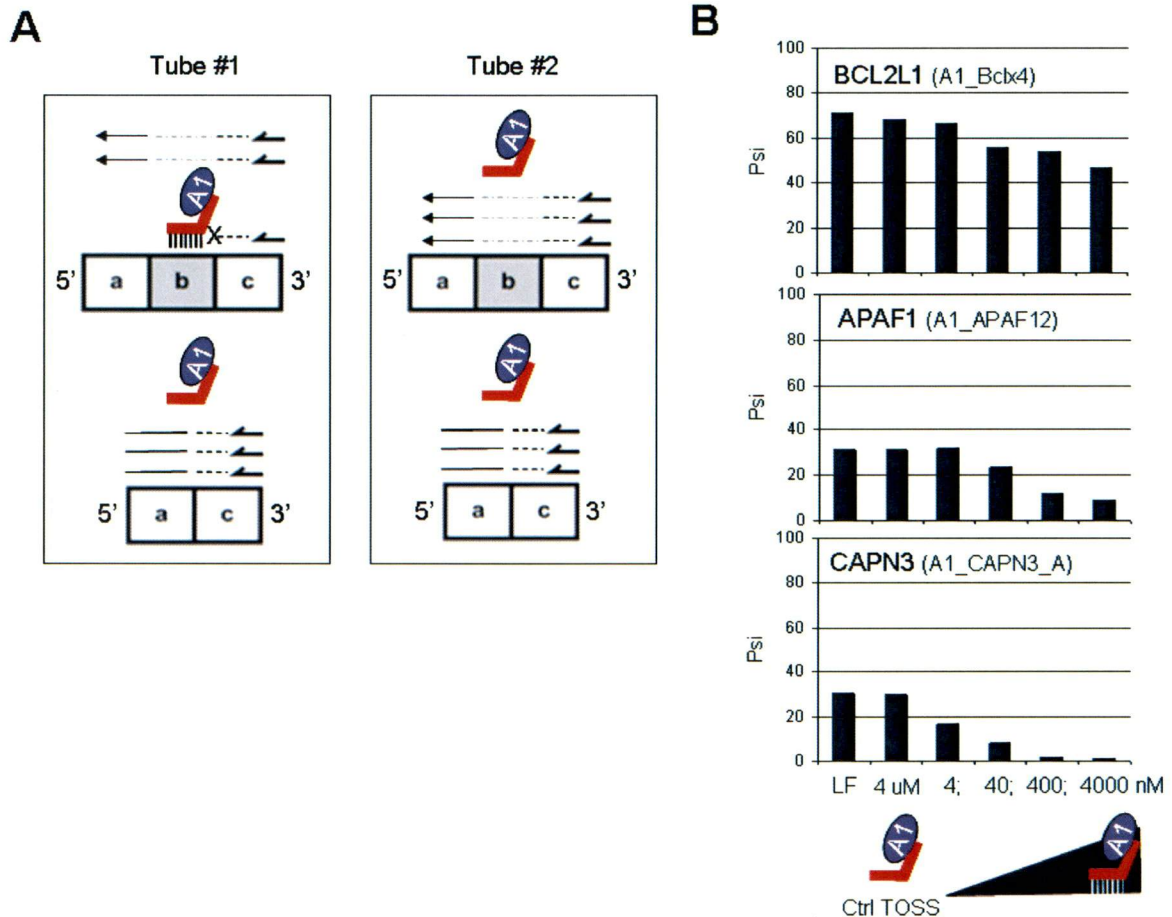 A
Tube #1
Tube #2
A1
A1
X
5' a b c 3'
5' a b c 3'
A1
A1
5' a c 3'
5' a c 3'
B
100
80
60
40
20
0
Psi
BCL2L1 (A1_Bclx4)
100
80
60
40
20
0
Psi
APAF1 (A1_APAF12)
100
80
60
40
20
0
Psi
CAPN3 (A1_CAPN3_A)
LF 4 uM 4; 40; 400; 4000 nM
A1
A1
Ctrl TOSS